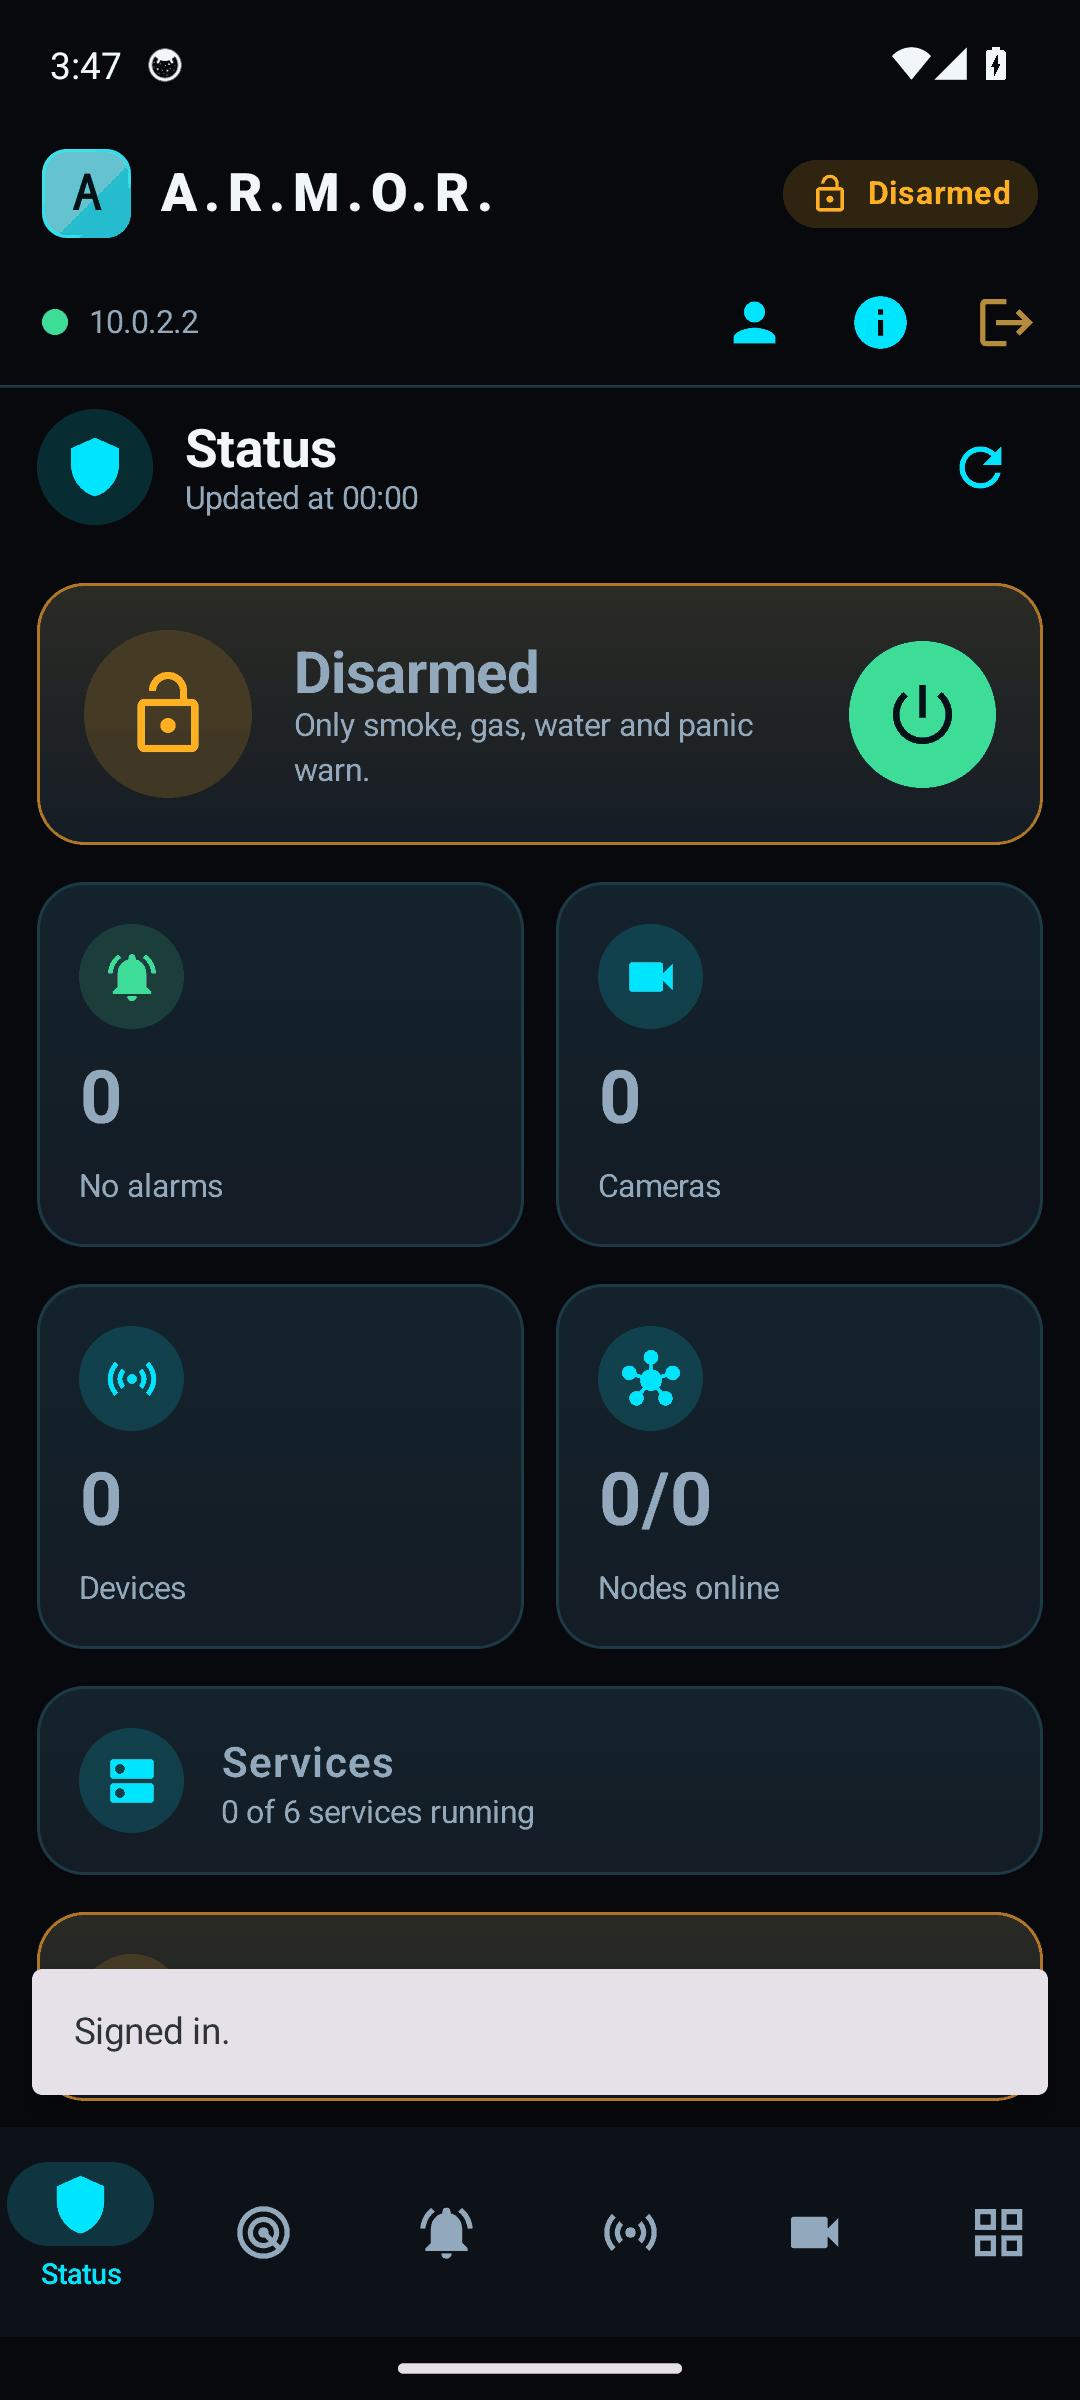 3:47
A
A.R.M.O.R.
Disarmed
10.0.2.2
Status
Updated at 00:00
Disarmed
Only smoke, gas, water and panic
warn.
0
No alarms
0
Cameras
0
Devices
0/0
Nodes online
Services
0 of 6 services running
Signed in.
Status